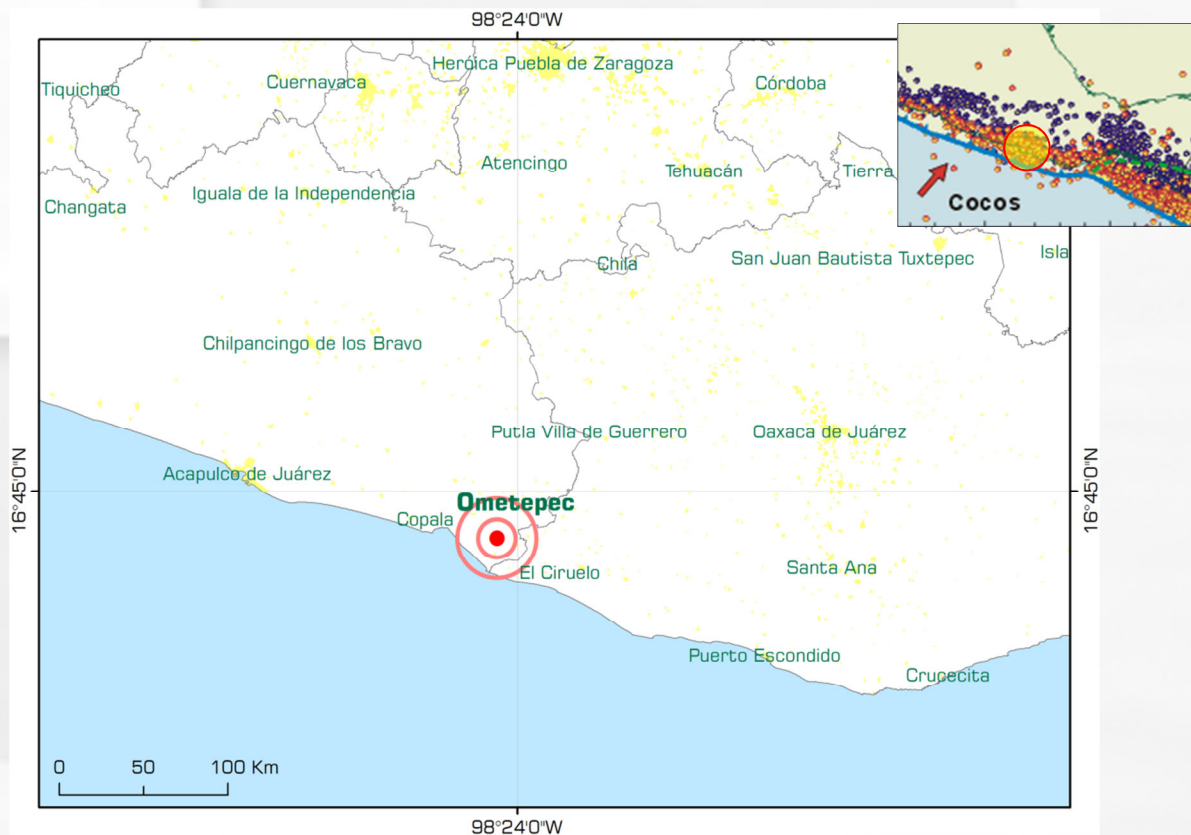 98°24'0"W
Heróica Puebla de Zaragoza
Tiquicheo
Cuernavaca
Córdoba
Atencingo
Tehuacán
Tierra
Changata
Iguala de la Independencia
Cocos
Chila
San Juan Bautista Tuxtepec
Isla
Chilpancingo de los Bravo
Putla Villa de Guerrero
Oaxaca de Juárez
Acapulco de Juárez
16°45'0"N
16°45'0"N
Ometepec
Copala
El Ciruelo
Santa Ana
Puerto Escondido
Crucecita
0 50 100 Km
98°24'0"W